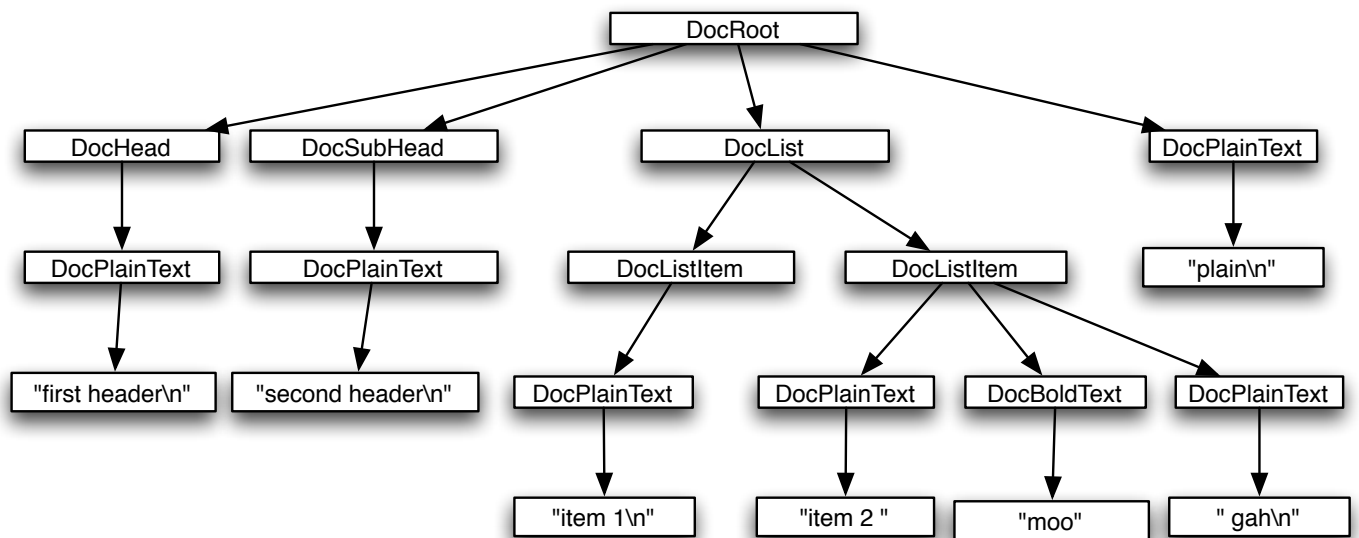 DocRoot
DocHead
DocSubHead
DocList
DocPlainText
DocPlainText
DocPlainText
DocListItem
DocListItem
"plain\n"
"first header\n"
"second header\n"
DocPlainText
DocPlainText
DocBoldText
DocPlainText
"item 1\n"
"item 2 "
"moo"
" gah\n"